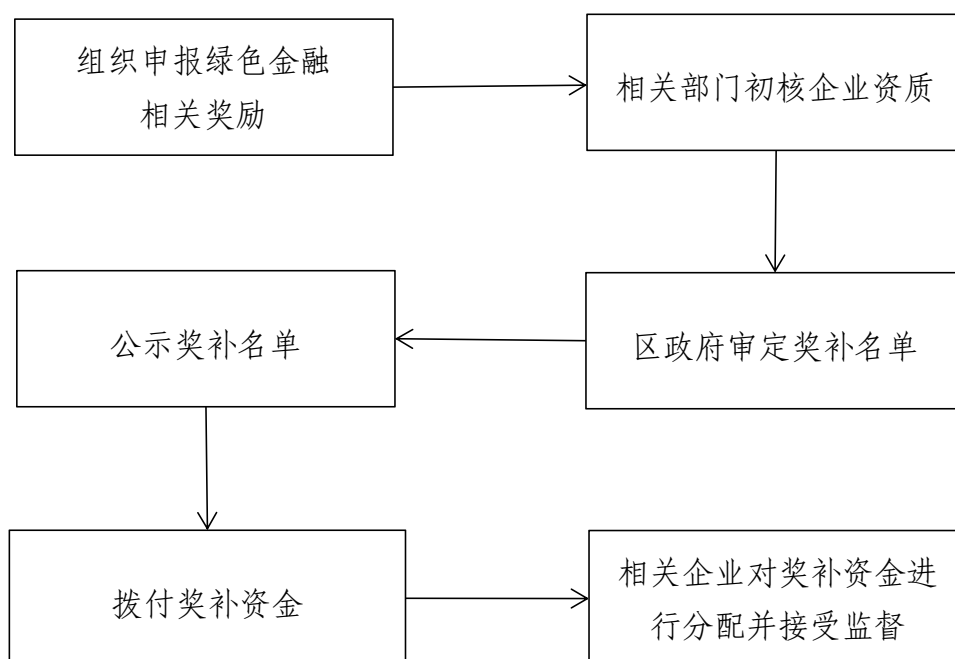 组织申报绿色金融
相关奖励
相关部门初核企业资质
区政府审定奖补名单
公示奖补名单
拨付奖补资金
相关企业对奖补资金进
行分配并接受监督